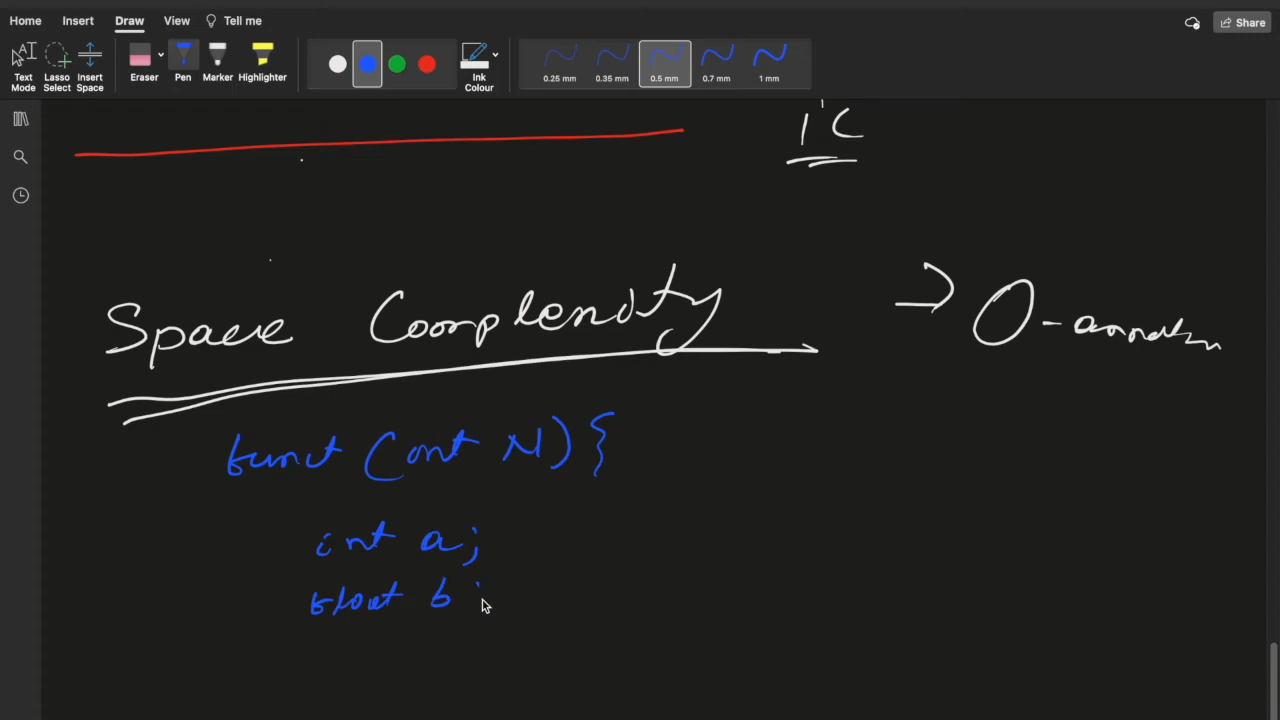 Home Insert Draw View Tell me
Share
Text Mode
Lasso Select
Insert Space
Eraser
Pen
Marker
Highlighter
Ink Colour
0.25 mm
0.35 mm
0.5 mm
0.7 mm
1 mm
Space Complexity → O-
funct (int N) {
int a;
float b